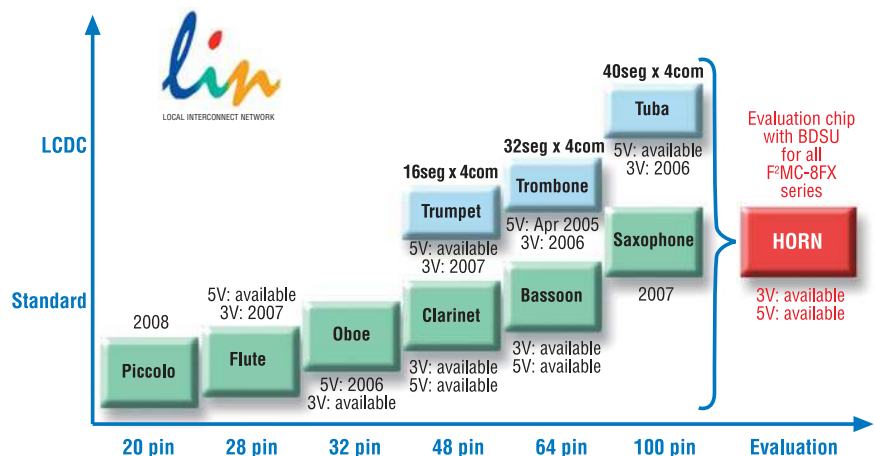 lin
LOCAL INTERCONNECT NETWORK
LCDC
Standard
40seg x 4com
Tuba
5V: available
3V: 2006
32seg x 4com
Trombone
5V: Apr 2005
3V: 2006
16seg x 4com
Trumpet
5V: available
3V: 2007
Saxophone
2007
Bassoon
3V: available
5V: available
Clarinet
3V: available
5V: available
Oboe
5V: 2006
3V: available
5V: available
3V: 2007
Flute
2008
Piccolo
Evaluation chip
with BDSU
for all
F²MC-8FX
series
HORN
3V: available
5V: available
20 pin
28 pin
32 pin
48 pin
64 pin
100 pin
Evaluation